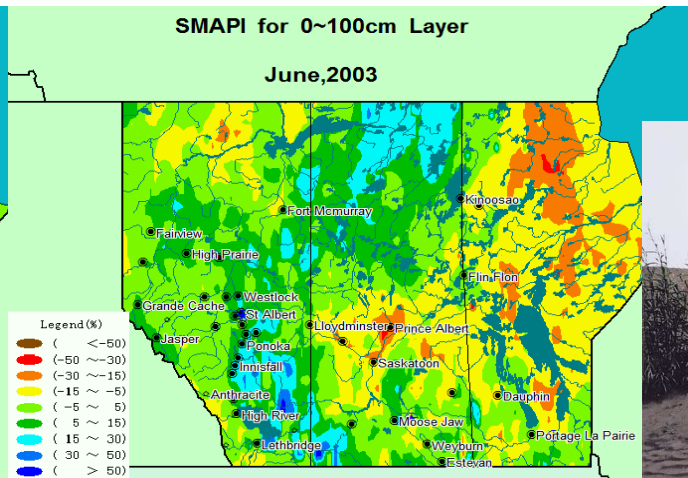 SMAPI for 0~100cm Layer
June,2003
Kinoosao
Fort Mcmurray
Fairview
High Prairie
Flin Flon
Grande Cache
Westlock
St Albert
Lloydminster
Prince Albert
Jasper
Ponoka
Saskatoon
Innisfall
Anthracite
Dauphin
High River
Moose Jaw
Portage La Pairie
Lethbridge
Weyburn
Estevan
Legend(%)
( <-50)
(-50 ~-30)
(-30 ~-15)
(-15 ~ -5)
( -5 ~ 5)
( 5 ~ 15)
( 15 ~ 30)
( 30 ~ 50)
( > 50)